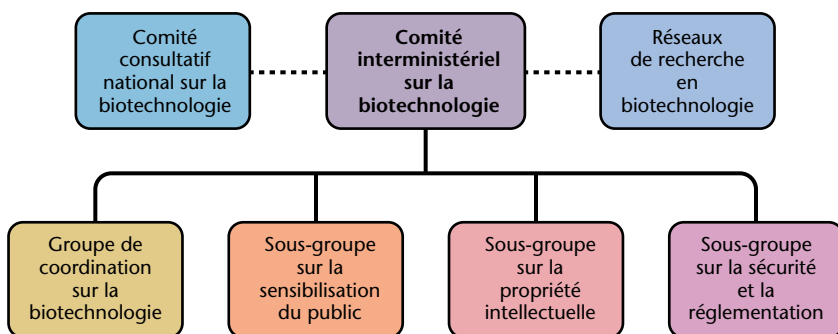 Comité
consultatif
national sur la
biotechnologie
Comité
interministériel
sur la
biotechnologie
Réseaux
de recherche
en
biotechnologie
Groupe de
coordination
sur la
biotechnologie
Sous-groupe
sur la
sensibilisation
du public
Sous-groupe
sur la
propriété
intellectuelle
Sous-groupe
sur la sécurité
et la
réglementation